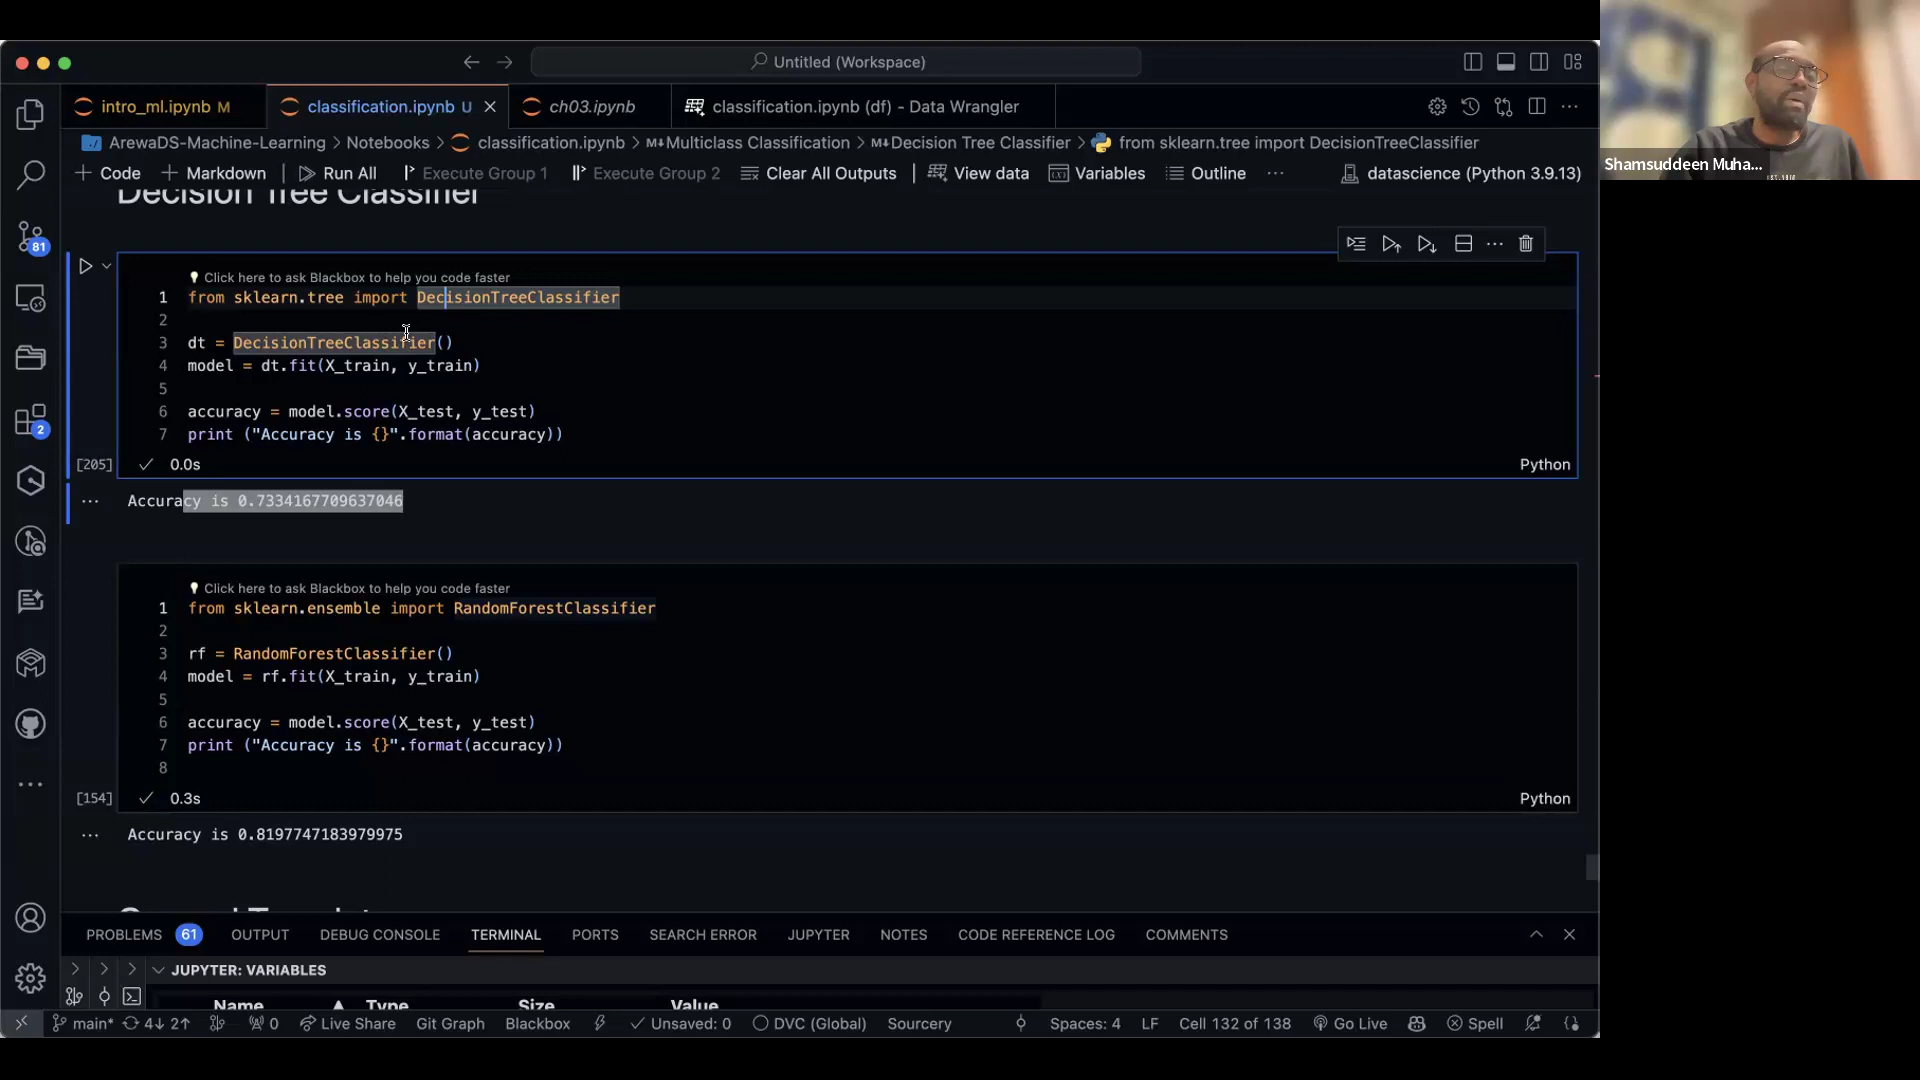 Untitled (Workspace)
intro_ml.ipynb M
classification.ipynb U
ch03.ipynb
classification.ipynb (df) - Data Wrangler
ArewaDS-Machine-Learning > Notebooks > classification.ipynb > M↓Multiclass Classification > M↓Decision Tree Classifier > from sklearn.tree import DecisionTreeClassifier
+ Code + Markdown Run All Execute Group 1 Execute Group 2 Clear All Outputs View data Variables Outline ... datascience (Python 3.9.13)
Shamsuddeen Muha...
Decision Tree Classifier
81
Click here to ask Blackbox to help you code faster
1 from sklearn.tree import DecisionTreeClassifier
2
3 dt = DecisionTreeClassifier()
4 model = dt.fit(X_train, y_train)
5
6 accuracy = model.score(X_test, y_test)
7 print ("Accuracy is {}".format(accuracy))
2
[205] 0.0s Python
Accuracy is 0.7334167709637046
Click here to ask Blackbox to help you code faster
1 from sklearn.ensemble import RandomForestClassifier
2
3 rf = RandomForestClassifier()
4 model = rf.fit(X_train, y_train)
5
6 accuracy = model.score(X_test, y_test)
7 print ("Accuracy is {}".format(accuracy))
8
[154] 0.3s Python
Accuracy is 0.8197747183979975
PROBLEMS 61 OUTPUT DEBUG CONSOLE TERMINAL PORTS SEARCH ERROR JUPYTER NOTES CODE REFERENCE LOG COMMENTS
JUPYTER: VARIABLES
Name Type Size Value
main* 4↓ 2↑ 0 Live Share Git Graph Blackbox Unsaved: 0 DVC (Global) Sourcery Spaces: 4 LF Cell 132 of 138 Go Live Spell